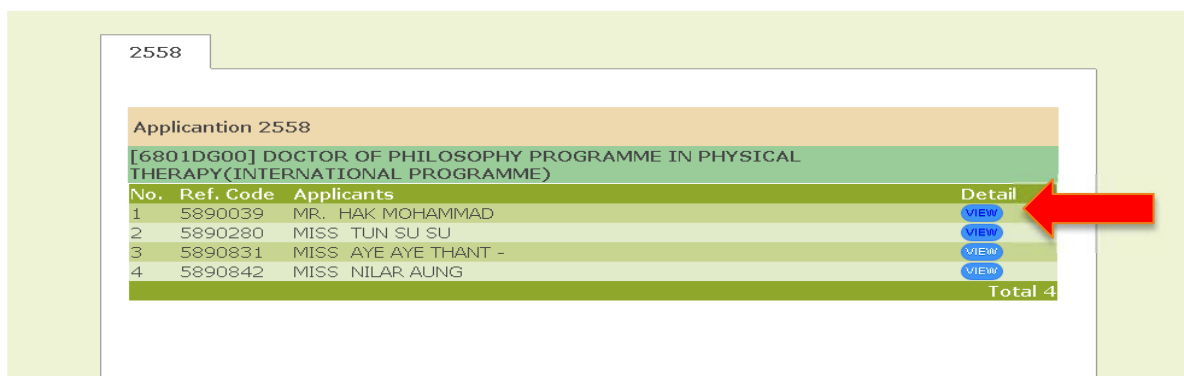 2558
Applicantion 2558
[6801DG00] DOCTOR OF PHILOSOPHY PROGRAMME IN PHYSICAL
THERAPY(INTERNATIONAL PROGRAMME)
No. Ref. Code Applicants Detail
1 5890039 MR. HAK MOHAMMAD VIEW
2 5890280 MISS TUN SU SU VIEW
3 5890831 MISS AYE AYE THANT - VIEW
4 5890842 MISS NILAR AUNG VIEW
Total 4